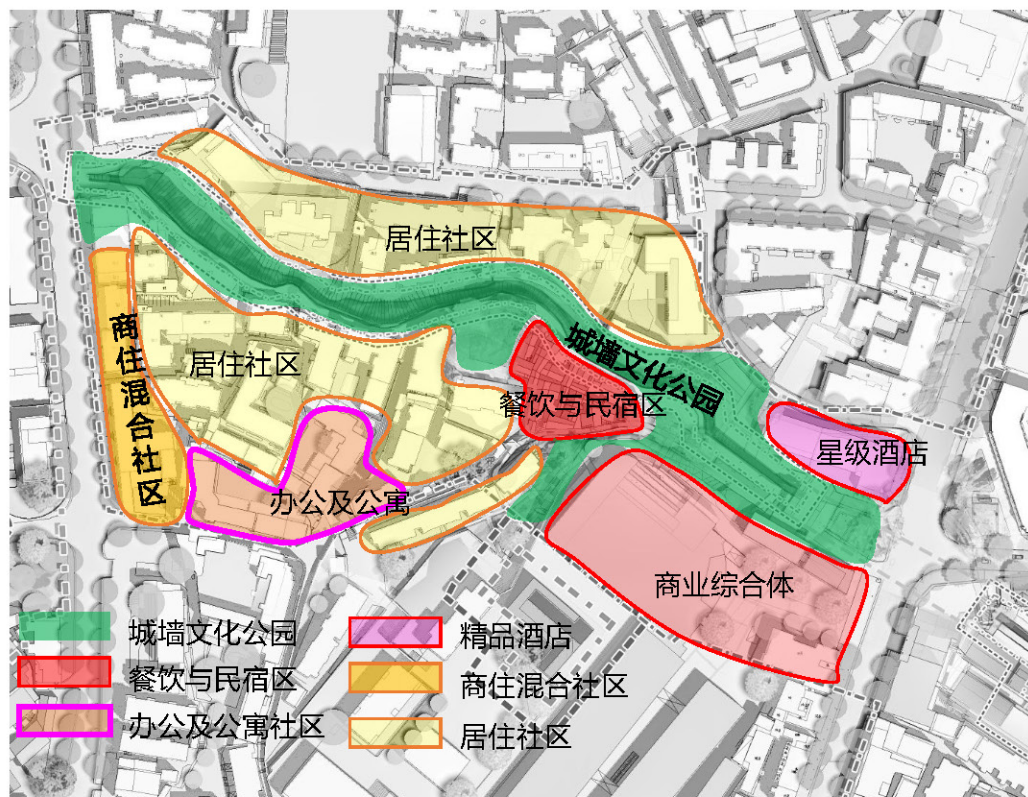 居住社区
城墙文化公园
商住混合社区
居住社区
餐饮与民宿区
星级酒店
办公及公寓
商业综合体
城墙文化公园
餐饮与民宿区
办公及公寓社区
精品酒店
商住混合社区
居住社区